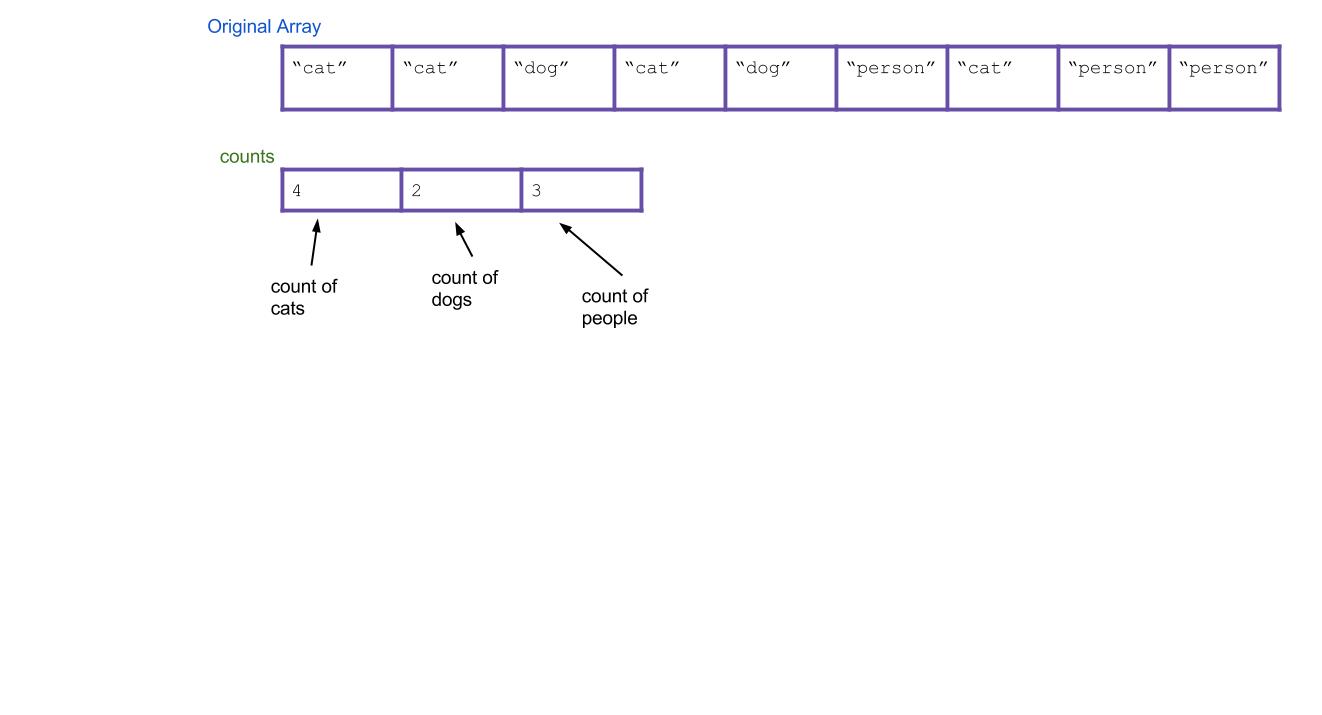 Original Array
“cat” “cat” “dog” “cat” “dog” “person” “cat” “person” “person”
counts
4 2 3
count of
cats
count of
dogs
count of
people